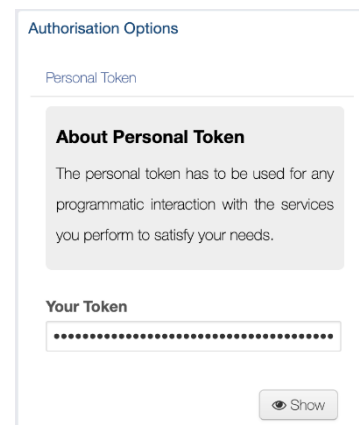 Authorisation Options
Personal Token
About Personal Token
The personal token has to be used for any
programmatic interaction with the services
you perform to satisfy your needs.
Your Token
••••••••••••••••••••••••••••••••••••••••
Show